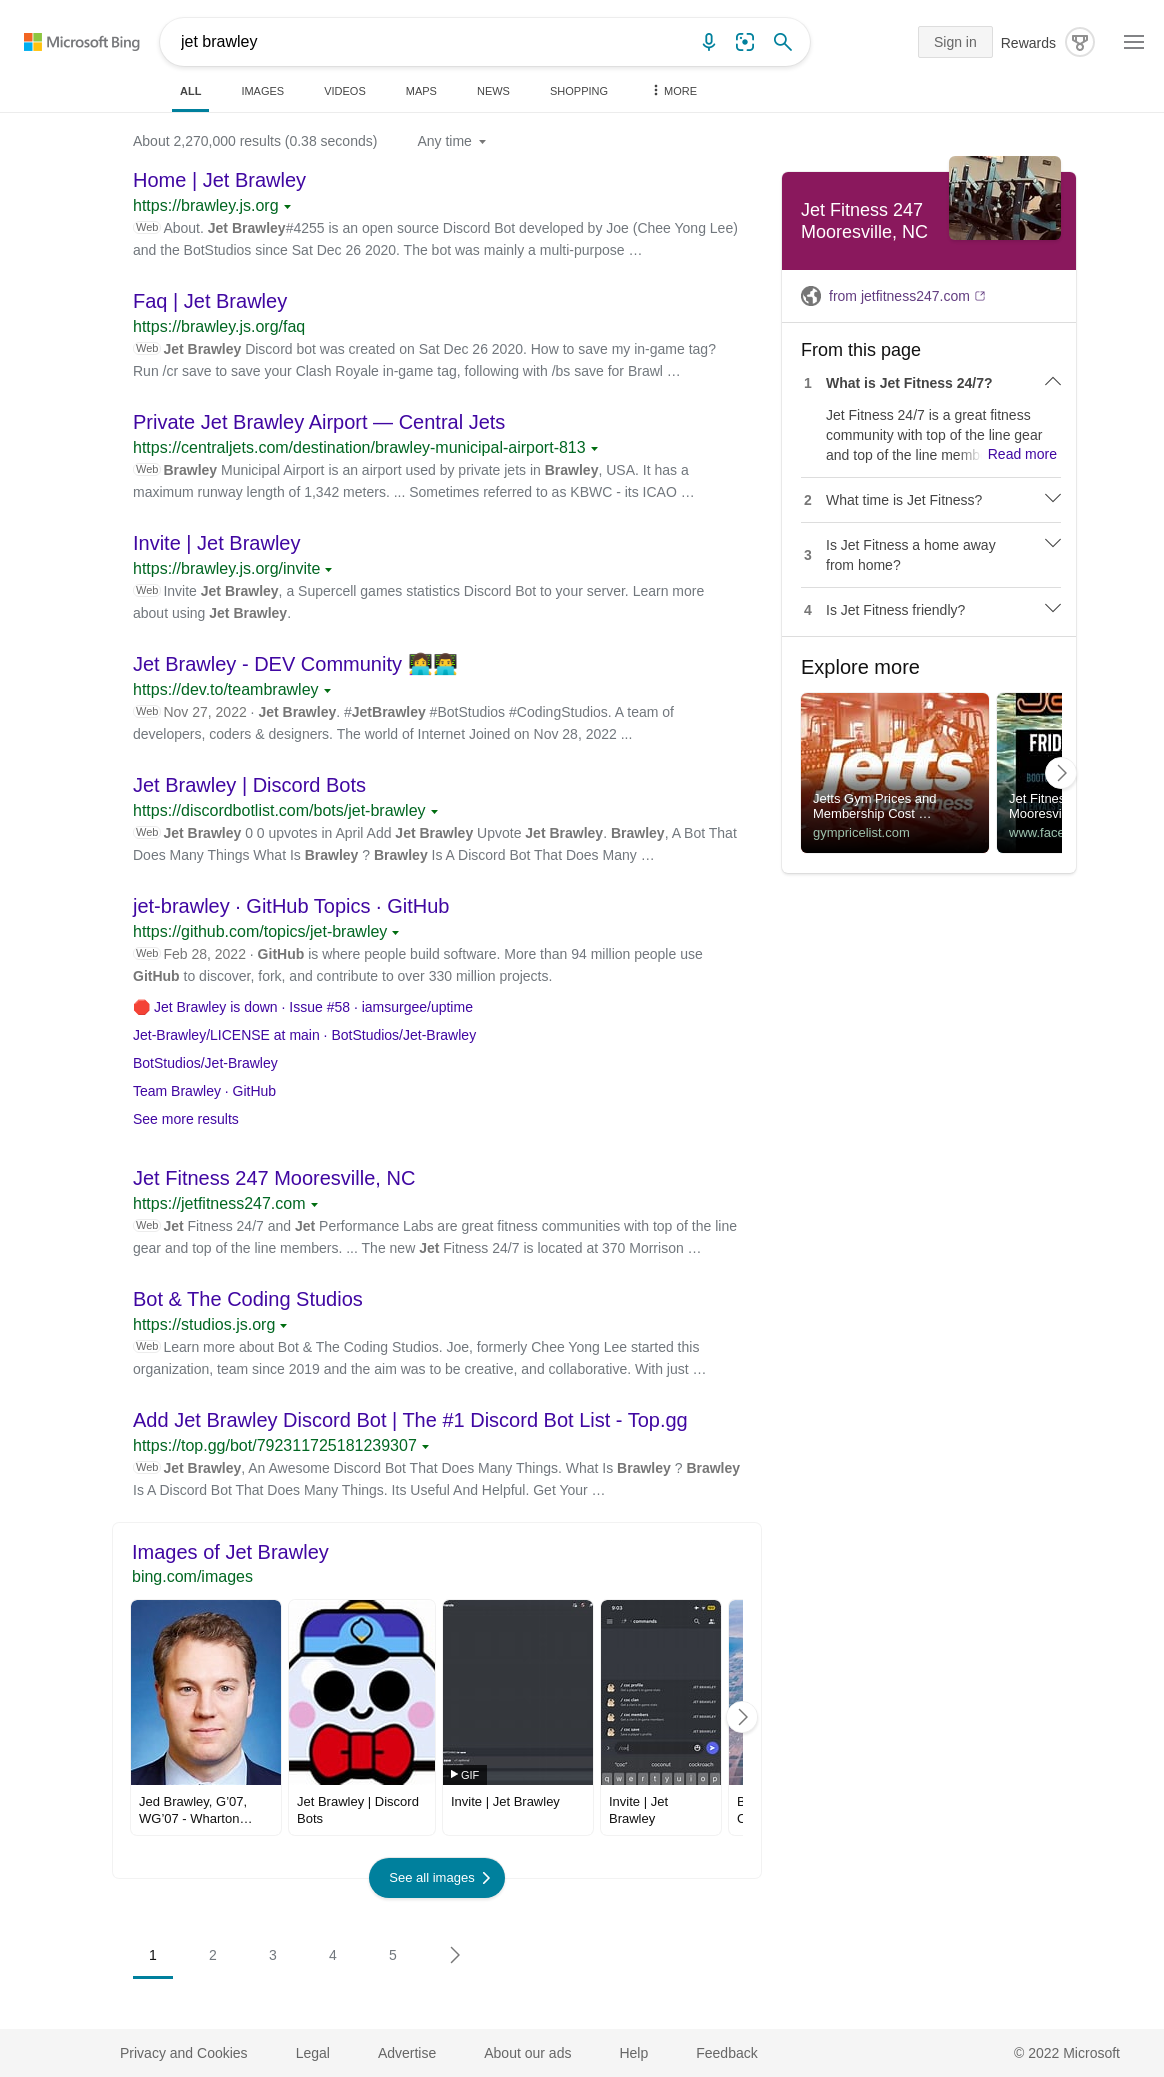 Microsoft Bing
jet brawley
Sign in
Rewards
ALL
IMAGES
VIDEOS
MAPS
NEWS
SHOPPING
MORE
About 2,270,000 results (0.38 seconds)
Any time
Home | Jet Brawley
https://brawley.js.org
Web About. Jet Brawley#4255 is an open source Discord Bot developed by Joe (Chee Yong Lee)
and the BotStudios since Sat Dec 26 2020. The bot was mainly a multi-purpose …
Faq | Jet Brawley
https://brawley.js.org/faq
Web Jet Brawley Discord bot was created on Sat Dec 26 2020. How to save my in-game tag?
Run /cr save to save your Clash Royale in-game tag, following with /bs save for Brawl …
Private Jet Brawley Airport — Central Jets
https://centraljets.com/destination/brawley-municipal-airport-813
Web Brawley Municipal Airport is an airport used by private jets in Brawley, USA. It has a
maximum runway length of 1,342 meters. ... Sometimes referred to as KBWC - its ICAO …
Invite | Jet Brawley
https://brawley.js.org/invite
Web Invite Jet Brawley, a Supercell games statistics Discord Bot to your server. Learn more
about using Jet Brawley.
Jet Brawley - DEV Community 👩‍💻👨‍💻
https://dev.to/teambrawley
Web Nov 27, 2022 · Jet Brawley. #JetBrawley #BotStudios #CodingStudios. A team of
developers, coders & designers. The world of Internet Joined on Nov 28, 2022 ...
Jet Brawley | Discord Bots
https://discordbotlist.com/bots/jet-brawley
Web Jet Brawley 0 0 upvotes in April Add Jet Brawley Upvote Jet Brawley. Brawley, A Bot That
Does Many Things What Is Brawley ? Brawley Is A Discord Bot That Does Many …
jet-brawley · GitHub Topics · GitHub
https://github.com/topics/jet-brawley
Web Feb 28, 2022 · GitHub is where people build software. More than 94 million people use
GitHub to discover, fork, and contribute to over 330 million projects.
🛑 Jet Brawley is down · Issue #58 · iamsurgee/uptime
Jet-Brawley/LICENSE at main · BotStudios/Jet-Brawley
BotStudios/Jet-Brawley
Team Brawley · GitHub
See more results
Jet Fitness 247 Mooresville, NC
https://jetfitness247.com
Web Jet Fitness 24/7 and Jet Performance Labs are great fitness communities with top of the line
gear and top of the line members. ... The new Jet Fitness 24/7 is located at 370 Morrison …
Bot & The Coding Studios
https://studios.js.org
Web Learn more about Bot & The Coding Studios. Joe, formerly Chee Yong Lee started this
organization, team since 2019 and the aim was to be creative, and collaborative. With just …
Add Jet Brawley Discord Bot | The #1 Discord Bot List - Top.gg
https://top.gg/bot/792311725181239307
Web Jet Brawley, An Awesome Discord Bot That Does Many Things. What Is Brawley ? Brawley
Is A Discord Bot That Does Many Things. Its Useful And Helpful. Get Your …
Images of Jet Brawley
bing.com/images
GIF
9:03
commands
/ coc profile
JET BRAWLEY
/ coc clan
JET BRAWLEY
/ coc members
JET BRAWLEY
/ coc save
JET BRAWLEY
/coc
"coc" coconut cockroach
q w e r t y u i o p
Jed Brawley, G'07,
WG'07 - Wharton…
Jet Brawley | Discord
Bots
Invite | Jet Brawley
Invite | Jet
Brawley
See all images
1
2
3
4
5
Jet Fitness 247
Mooresville, NC
from jetfitness247.com
From this page
1 What is Jet Fitness 24/7?
Jet Fitness 24/7 is a great fitness
community with top of the line gear
and top of the line memb Read more
2 What time is Jet Fitness?
3 Is Jet Fitness a home away
from home?
4 Is Jet Fitness friendly?
Explore more
jetts
24 hour fitness
Jetts Gym Prices and
Membership Cost …
gympricelist.com
FRID
BOOT
Jet Fitnes
Mooresvi
www.face
Privacy and Cookies
Legal
Advertise
About our ads
Help
Feedback
© 2022 Microsoft